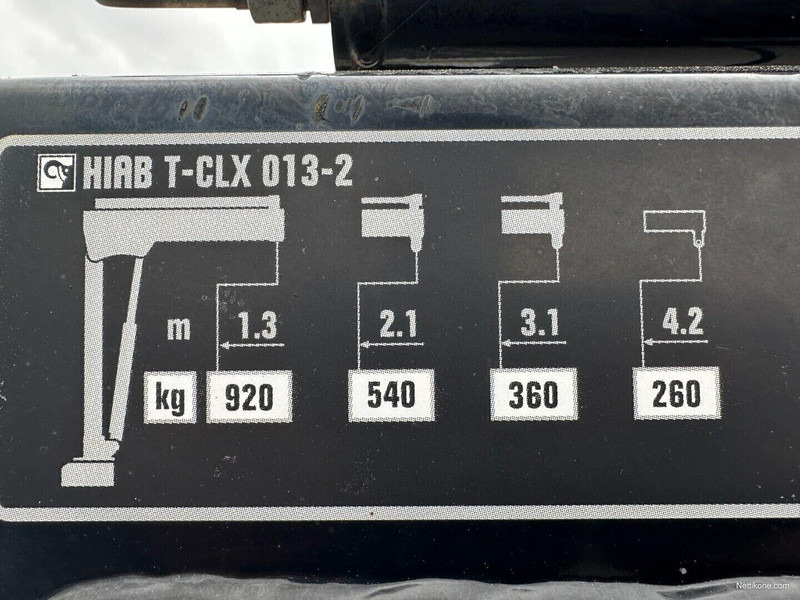 HIAB T-CLX 013-2
m 1.3 2.1 3.1 4.2
kg 920 540 360 260
Nettikone.com